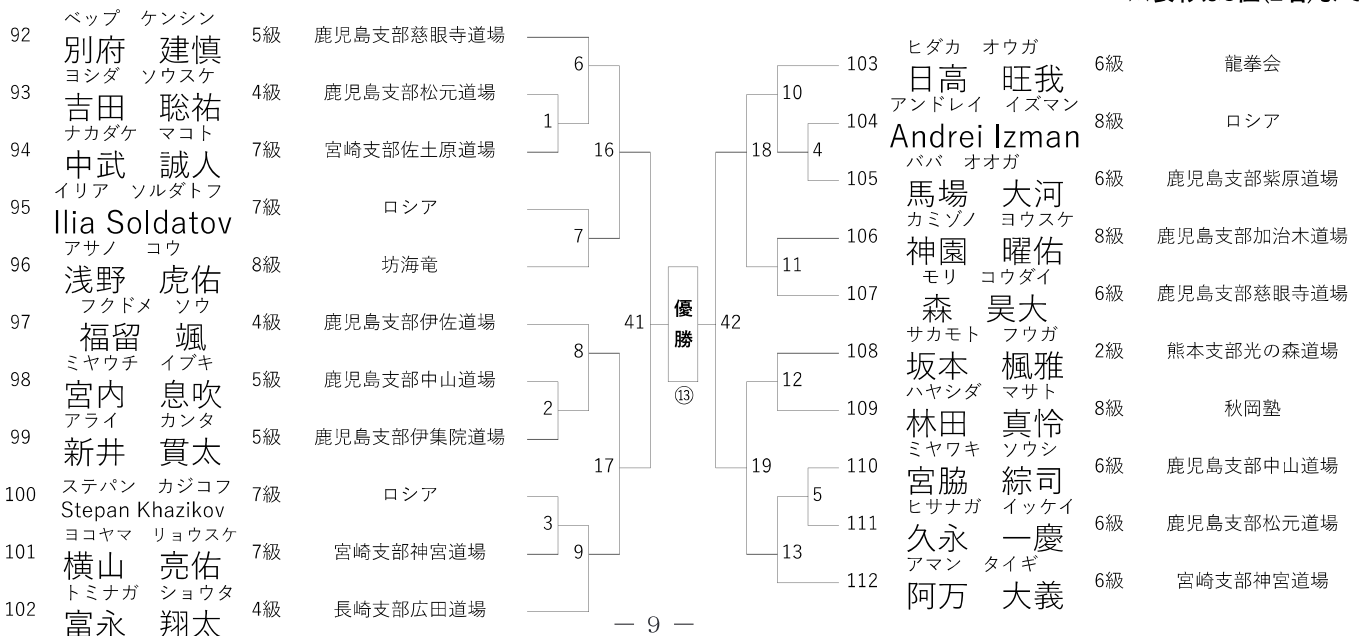 ベップ ケンシン
92 別府 建慎 5級 鹿児島支部慈眼寺道場
ヨシダ ソウスケ
93 吉田 聡祐 4級 鹿児島支部松元道場
ナカダケ マコト
94 中武 誠人 7級 宮崎支部佐土原道場
イリア ソルダトフ
95 Ilia Soldatov 7級 ロシア
アサノ コウ
96 浅野 虎佑 8級 坊海竜
フクドメ ソウ
97 福留 颯 4級 鹿児島支部伊佐道場
ミヤウチ イブキ
98 宮内 息吹 5級 鹿児島支部中山道場
アライ カンタ
99 新井 貫太 5級 鹿児島支部伊集院道場
ステパン カジコフ
100 Stepan Khazikov 7級 ロシア
ヨコヤマ リョウスケ
101 横山 亮佑 7級 宮崎支部神宮道場
トミナガ ショウタ
102 富永 翔太 4級 長崎支部広田道場
6
1
16
7
41
8
2
17
3
9
優勝
⑬
42
10
18
4
11
12
19
5
13
ヒダカ オウガ
103 日高 旺我 6級 龍拳会
アンドレイ イズマン
104 Andrei Izman 8級 ロシア
ババ オオガ
105 馬場 大河 6級 鹿児島支部紫原道場
カミゾノ ヨウスケ
106 神園 曜佑 8級 鹿児島支部加治木道場
モリ コウダイ
107 森 昊大 6級 鹿児島支部慈眼寺道場
サカモト フウガ
108 坂本 楓雅 2級 熊本支部光の森道場
ハヤシダ マサト
109 林田 真怜 8級 秋岡塾
ミヤワキ ソウシ
110 宮脇 綜司 6級 鹿児島支部中山道場
ヒサナガ イッケイ
111 久永 一慶 6級 鹿児島支部松元道場
アマン タイギ
112 阿万 大義 6級 宮崎支部神宮道場
— 9 —